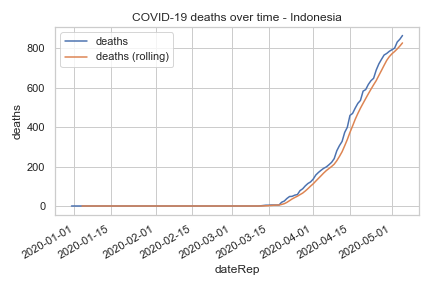 COVID-19 deaths over time - Indonesia
deaths
deaths (rolling)
800
600
400
200
0
deaths
2020-01-01
2020-01-15
2020-02-01
2020-02-15
2020-03-01
2020-03-15
2020-04-01
2020-04-15
2020-05-01
dateRep